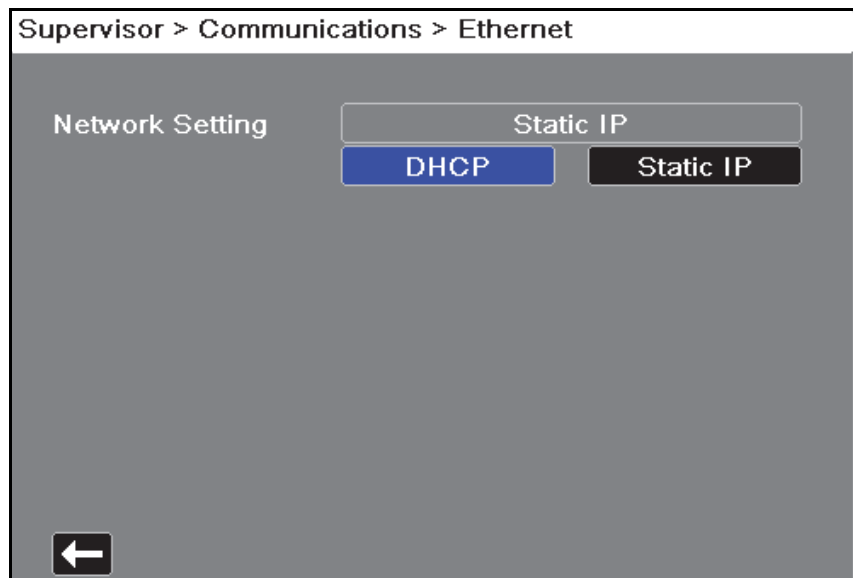 Supervisor > Communications > Ethernet
Network Setting Static IP
DHCP Static IP